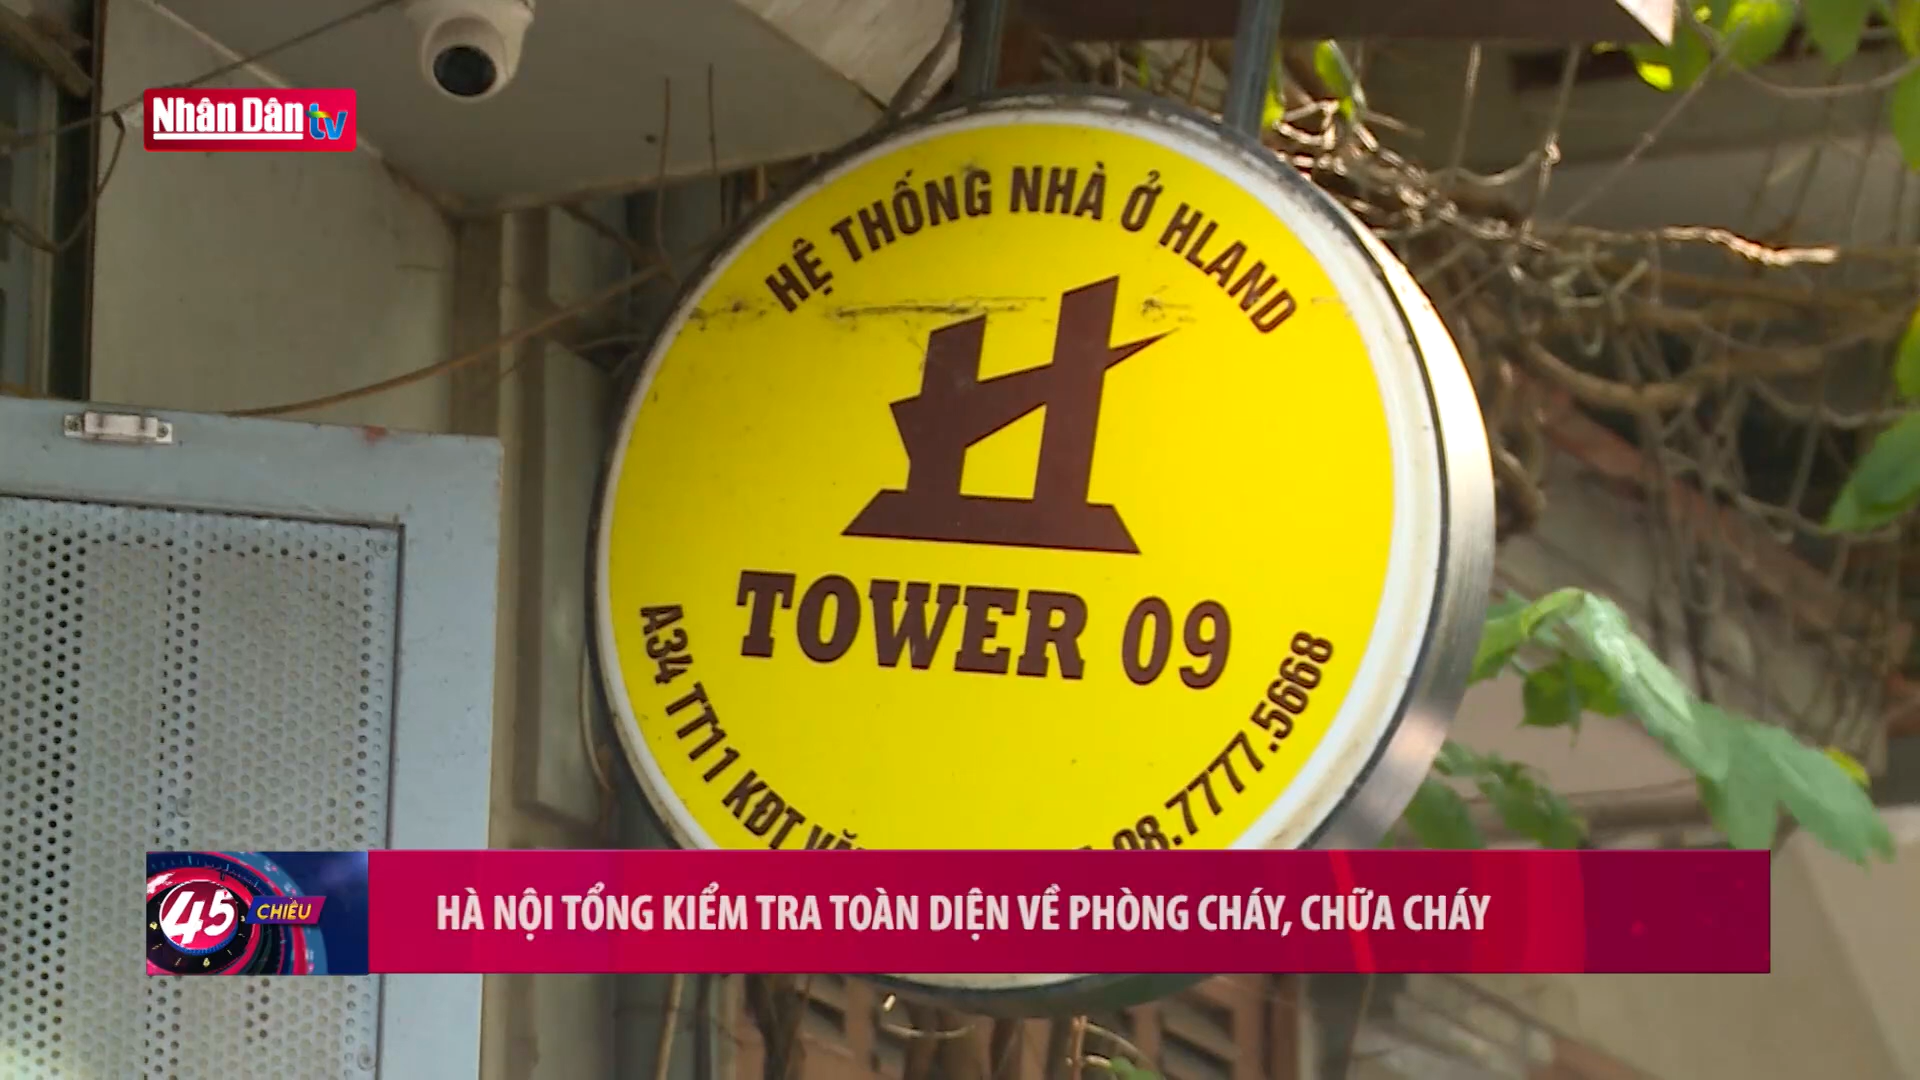 Nhân Dân tv
HỆ THỐNG NHÀ Ở HLAND
TOWER 09
A34 TT11 KĐT
98.7777.5668
45 CHIỀU
HÀ NỘI TỔNG KIỂM TRA TOÀN DIỆN VỀ PHÒNG CHÁY, CHỮA CHÁY